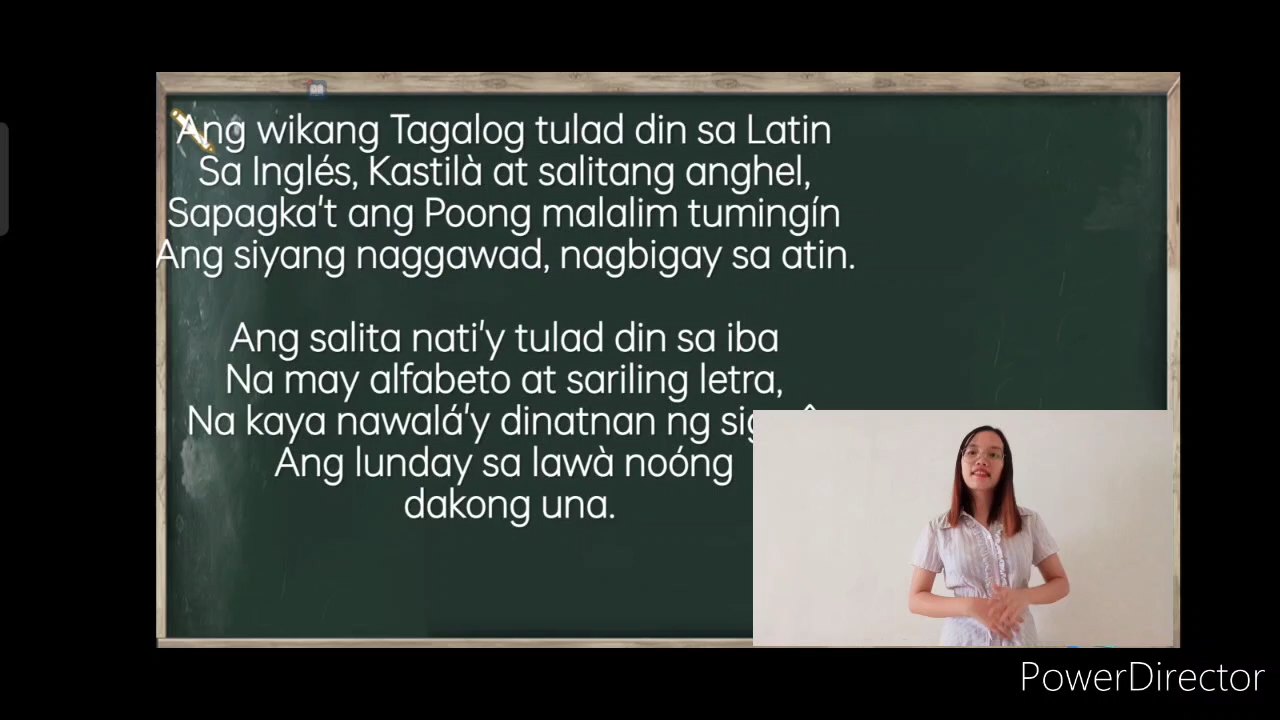 Ang wikang Tagalog tulad din sa Latin
Sa Inglés, Kastilà at salitang anghel,
Sapagka't ang Poong malalim tumingín
Ang siyang naggawad, nagbigay sa atin.
Ang salita nati'y tulad din sa iba
Na may alfabeto at sariling letra,
Na kaya nawalá'y dinatnan ng
Ang lunday sa lawà noóng
dakong una.
PowerDirector